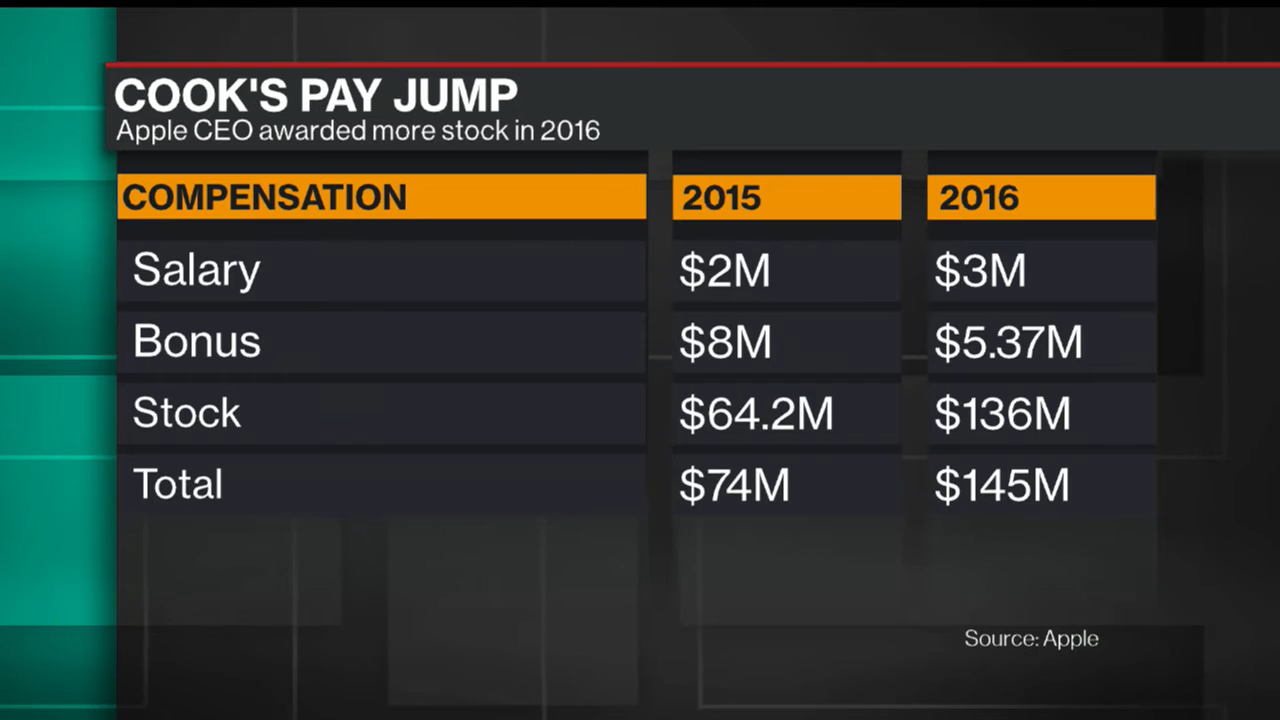 COOK'S PAY JUMP
Apple CEO awarded more stock in 2016
COMPENSATION 2015 2016
Salary $2M $3M
Bonus $8M $5.37M
Stock $64.2M $136M
Total $74M $145M
Source: Apple